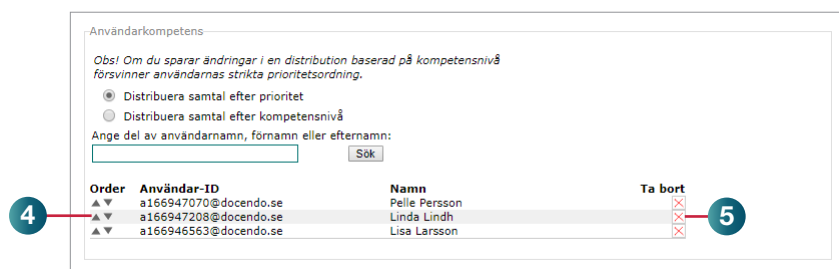 Användarkompetens
Obs! Om du sparar ändringar i en distribution baserad på kompetensnivå
försvinner användarnas strikta prioritetsordning.
Distribuera samtal efter prioritet
Distribuera samtal efter kompetensnivå
Ange del av användarnamn, förnamn eller efternamn:
Sök
Order Användar-ID Namn Ta bort
a166947070@docendo.se Pelle Persson
4 a166947208@docendo.se Linda Lindh 5
a166946563@docendo.se Lisa Larsson